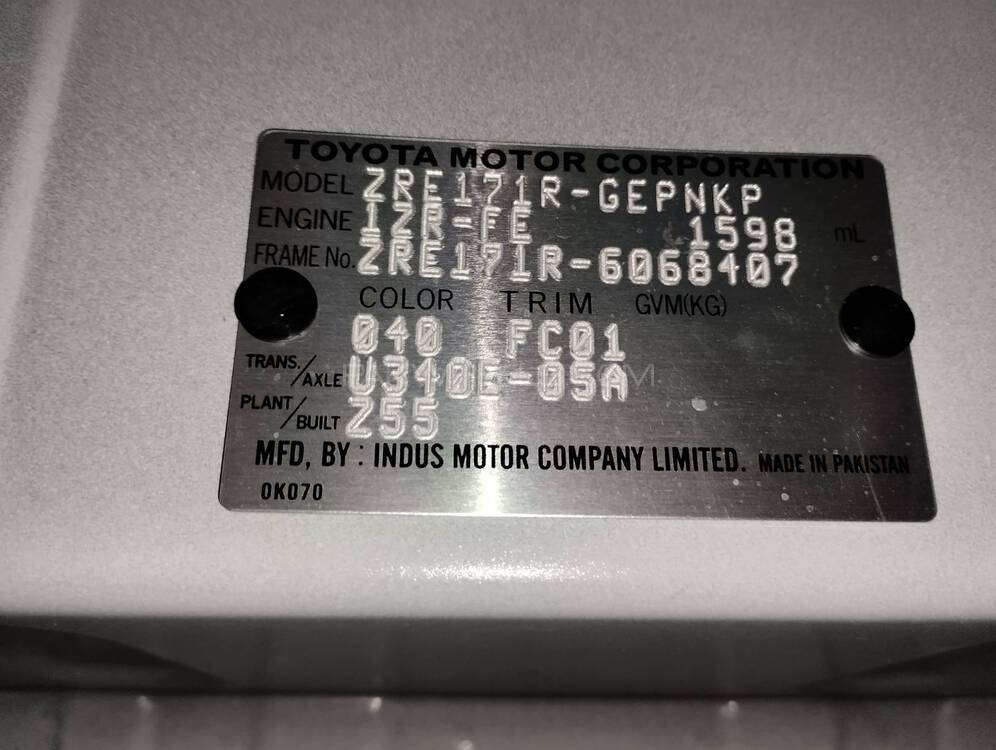 TOYOTA MOTOR CORPORATION
MODEL ZRE171R-GEPNKP
ENGINE 1ZR-FE 1598 mL
FRAME No. ZRE171R-6068407
COLOR TRIM GVM(KG)
040 FC01
TRANS./AXLE U340E-05A
PLANT/BUILT Z55
MFD, BY : INDUS MOTOR COMPANY LIMITED. MADE IN PAKISTAN
0K070